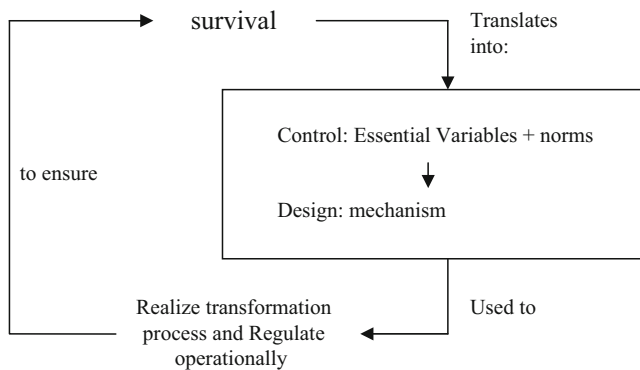 survival
Translates
into:
Control: Essential Variables + norms
Design: mechanism
to ensure
Used to
Realize transformation
process and Regulate
operationally